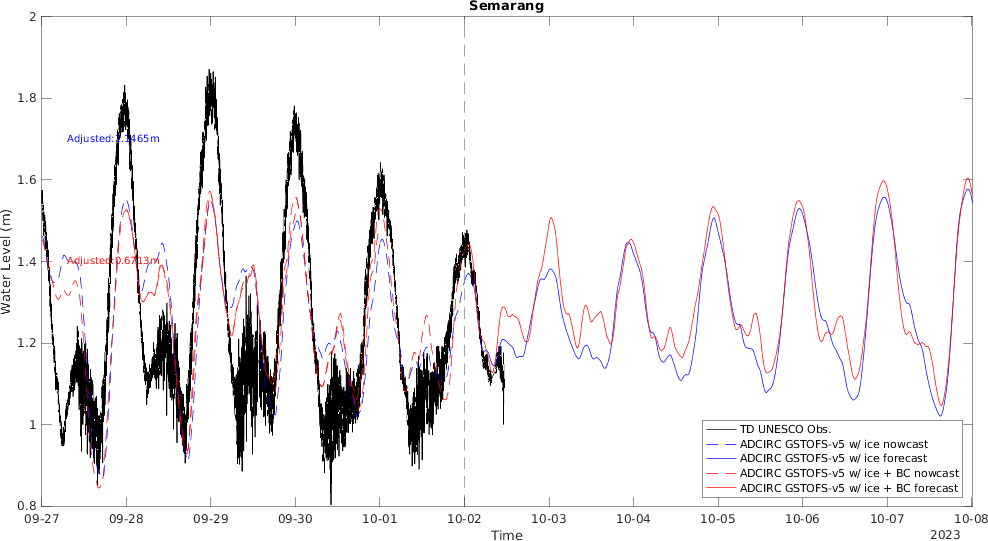 Semarang
2
1.8
1.6
1.4
1.2
1
0.8
Water Level (m)
Adjusted:1.1465m
Adjusted:0.6713m
TD UNESCO Obs.
ADCIRC GSTOFS-v5 w/ ice nowcast
ADCIRC GSTOFS-v5 w/ ice forecast
ADCIRC GSTOFS-v5 w/ ice + BC nowcast
ADCIRC GSTOFS-v5 w/ ice + BC forecast
09-27 09-28 09-29 09-30 10-01 10-02 10-03 10-04 10-05 10-06 10-07 10-08
Time
2023